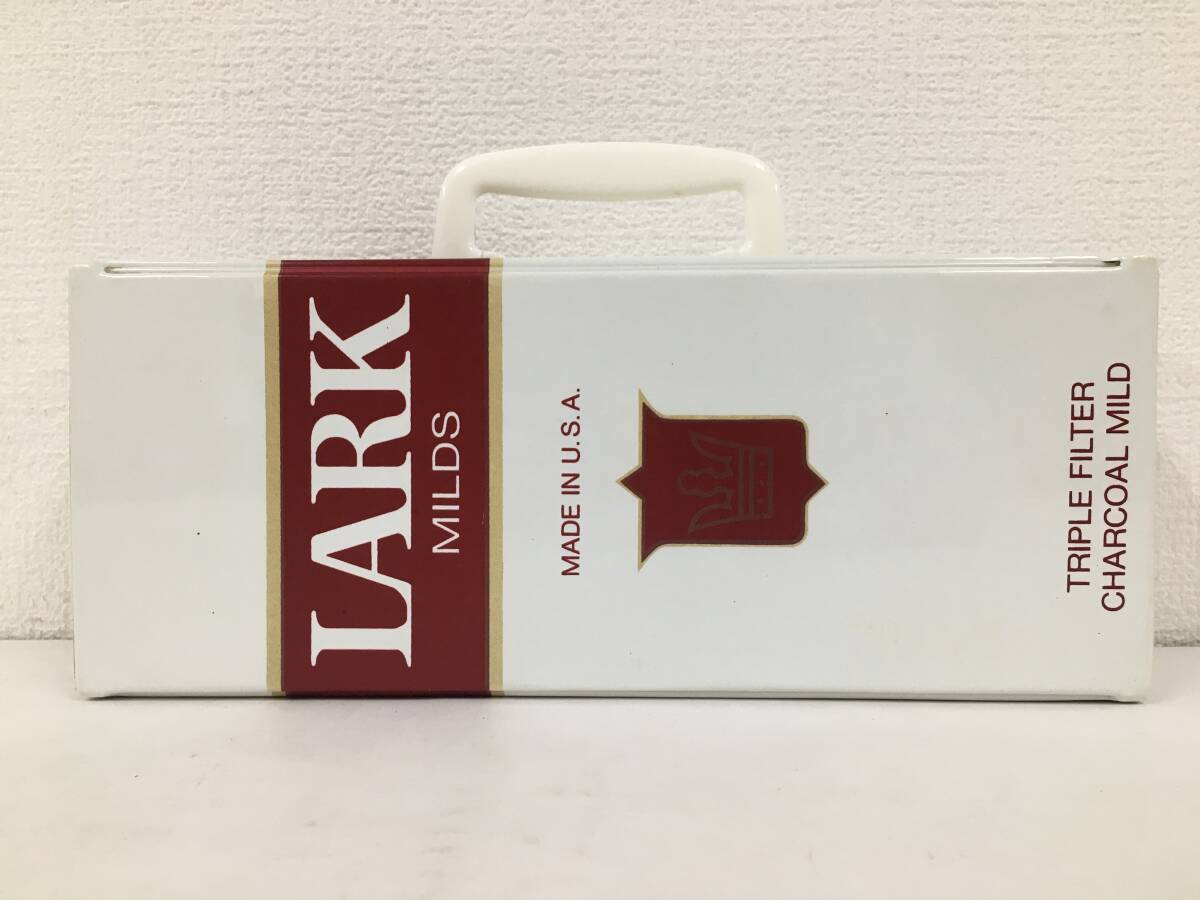 LARK
MILDS
MADE IN U.S.A.
TRIPLE FILTER
CHARCOAL MILD